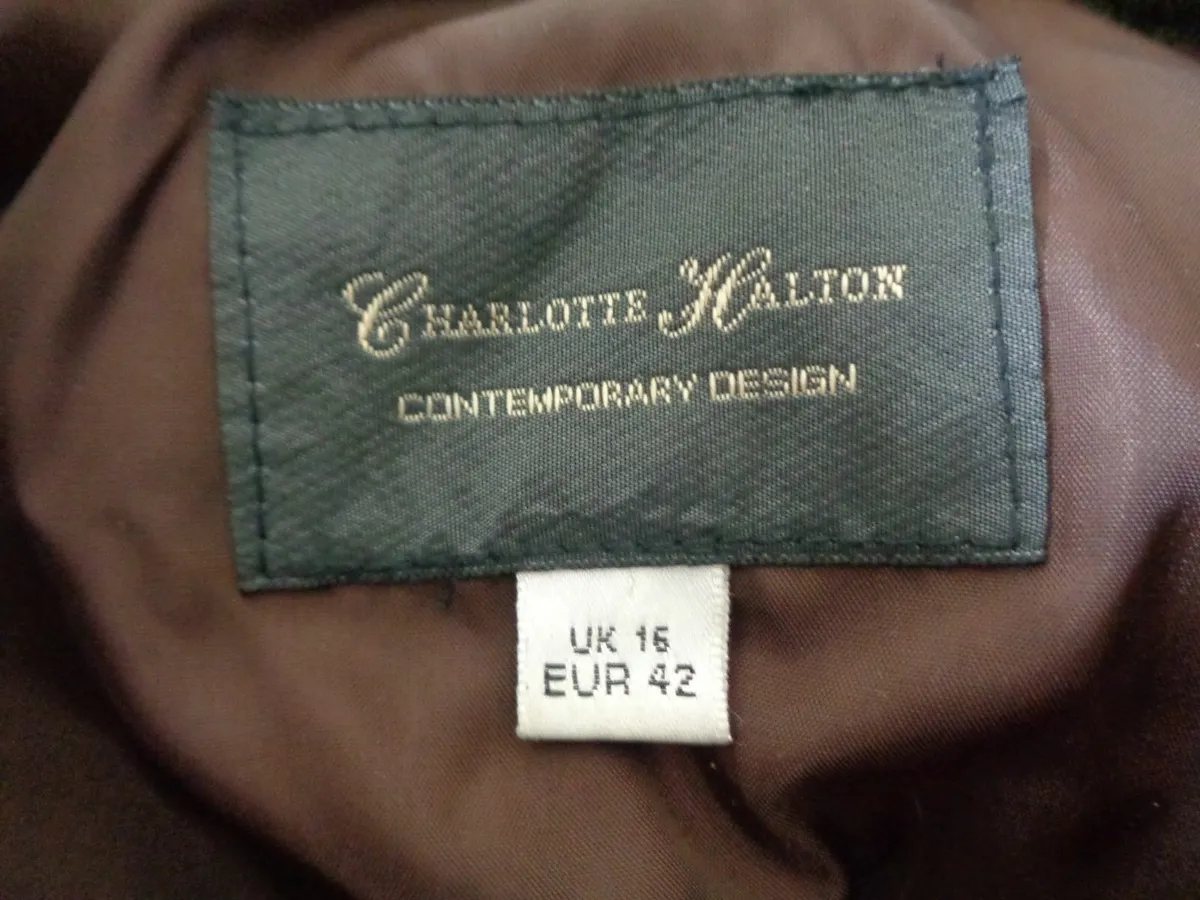 CHARLOTTE HALTON
CONTEMPORARY DESIGN
UK 16
EUR 42